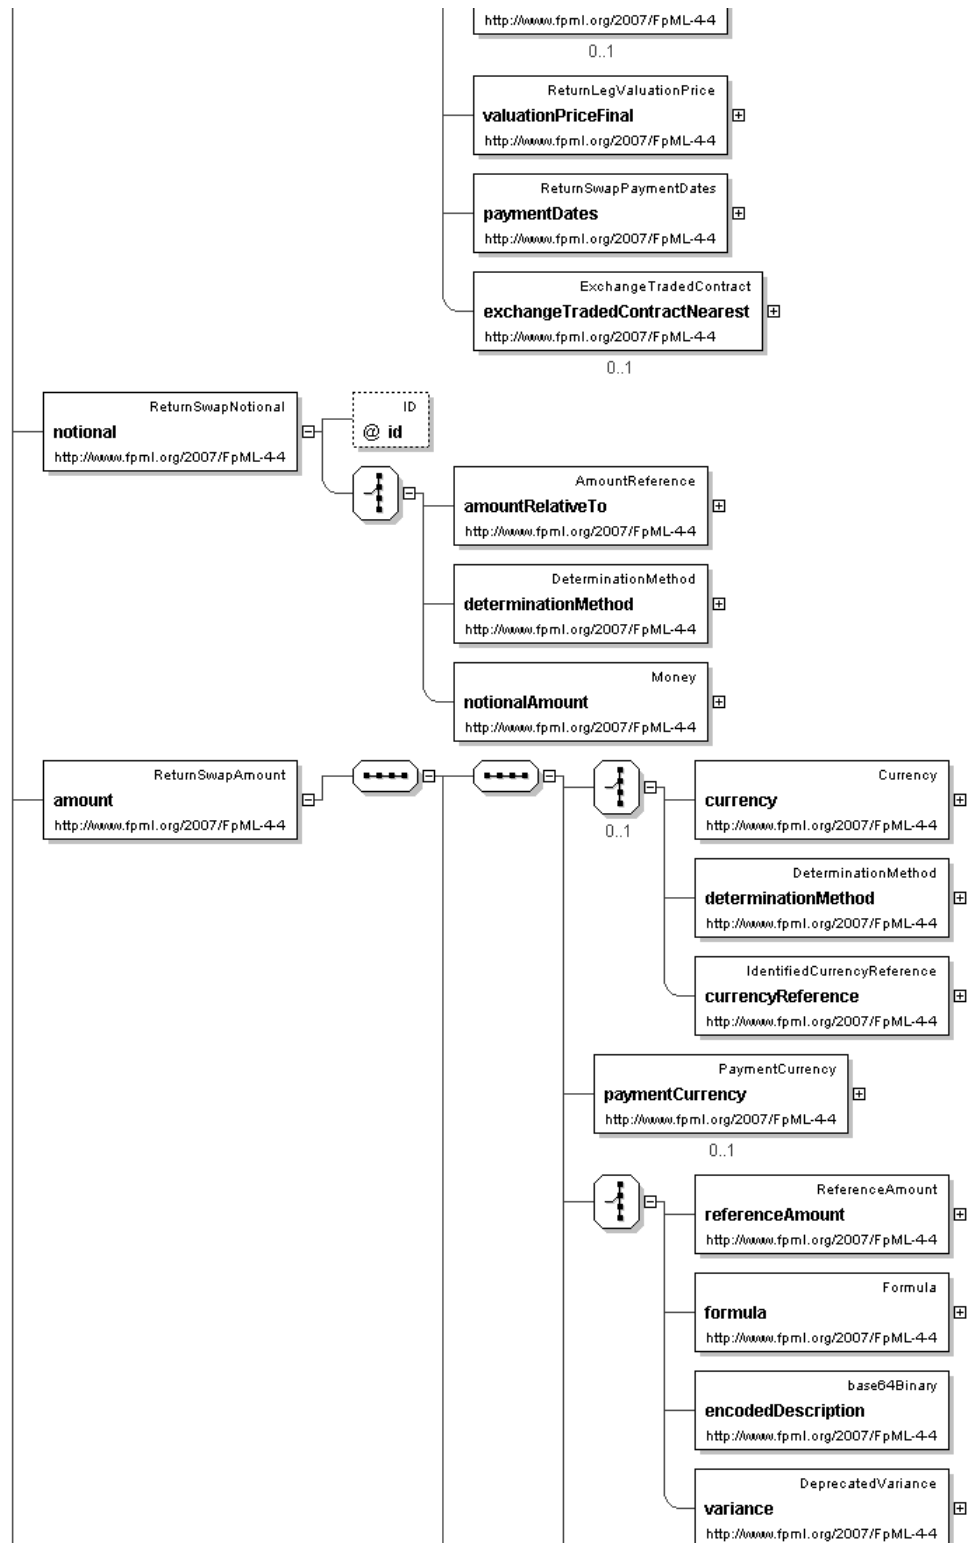 http://www.fpml.org/2007/FpML-4-4
0..1
ReturnLegValuationPrice
valuationPriceFinal
http://www.fpml.org/2007/FpML-4-4
ReturnSwapPaymentDates
paymentDates
http://www.fpml.org/2007/FpML-4-4
ExchangeTradedContract
exchangeTradedContractNearest
http://www.fpml.org/2007/FpML-4-4
0..1
ReturnSwapNotional
notional
http://www.fpml.org/2007/FpML-4-4
ID
@ id
AmountReference
amountRelativeTo
http://www.fpml.org/2007/FpML-4-4
DeterminationMethod
determinationMethod
http://www.fpml.org/2007/FpML-4-4
Money
notionalAmount
http://www.fpml.org/2007/FpML-4-4
ReturnSwapAmount
amount
http://www.fpml.org/2007/FpML-4-4
0..1
Currency
currency
http://www.fpml.org/2007/FpML-4-4
DeterminationMethod
determinationMethod
http://www.fpml.org/2007/FpML-4-4
IdentifiedCurrencyReference
currencyReference
http://www.fpml.org/2007/FpML-4-4
PaymentCurrency
paymentCurrency
http://www.fpml.org/2007/FpML-4-4
0..1
ReferenceAmount
referenceAmount
http://www.fpml.org/2007/FpML-4-4
Formula
formula
http://www.fpml.org/2007/FpML-4-4
base64Binary
encodedDescription
http://www.fpml.org/2007/FpML-4-4
DeprecatedVariance
variance
http://www.fpml.org/2007/FpML-4-4